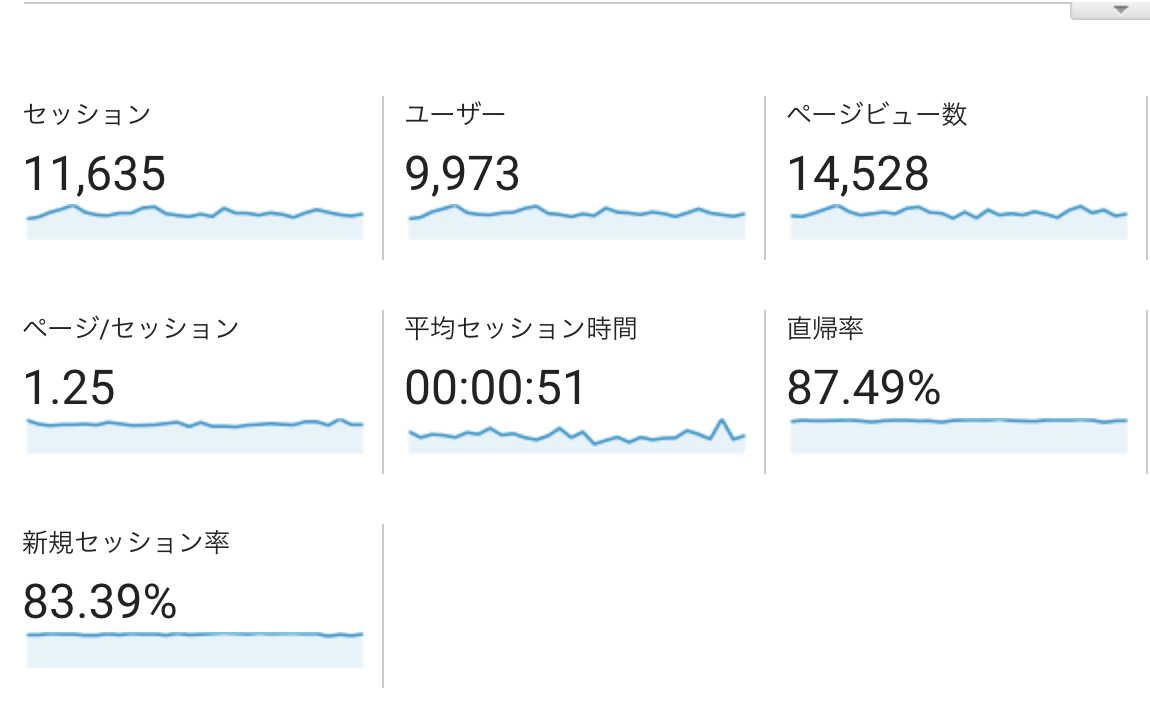 セッション
11,635
ユーザー
9,973
ページビュー数
14,528
ページ/セッション
1.25
平均セッション時間
00:00:51
直帰率
87.49%
新規セッション率
83.39%